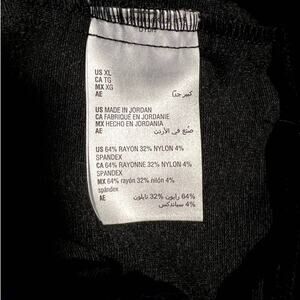 US XL
CA TG
MX XG
AE كبير جدًا
US MADE IN JORDAN
CA FABRIQUÉ EN JORDANIE
MX HECHO EN JORDANIA
AE صنع في الأردن
US 64% RAYON 32% NYLON 4%
SPANDEX
CA 64% RAYONNE 32% NYLON 4%
SPANDEX
MX 64% rayón 32% nilón 4%
spándex
AE 64% رايون 32% نايلون
4% سباندكس